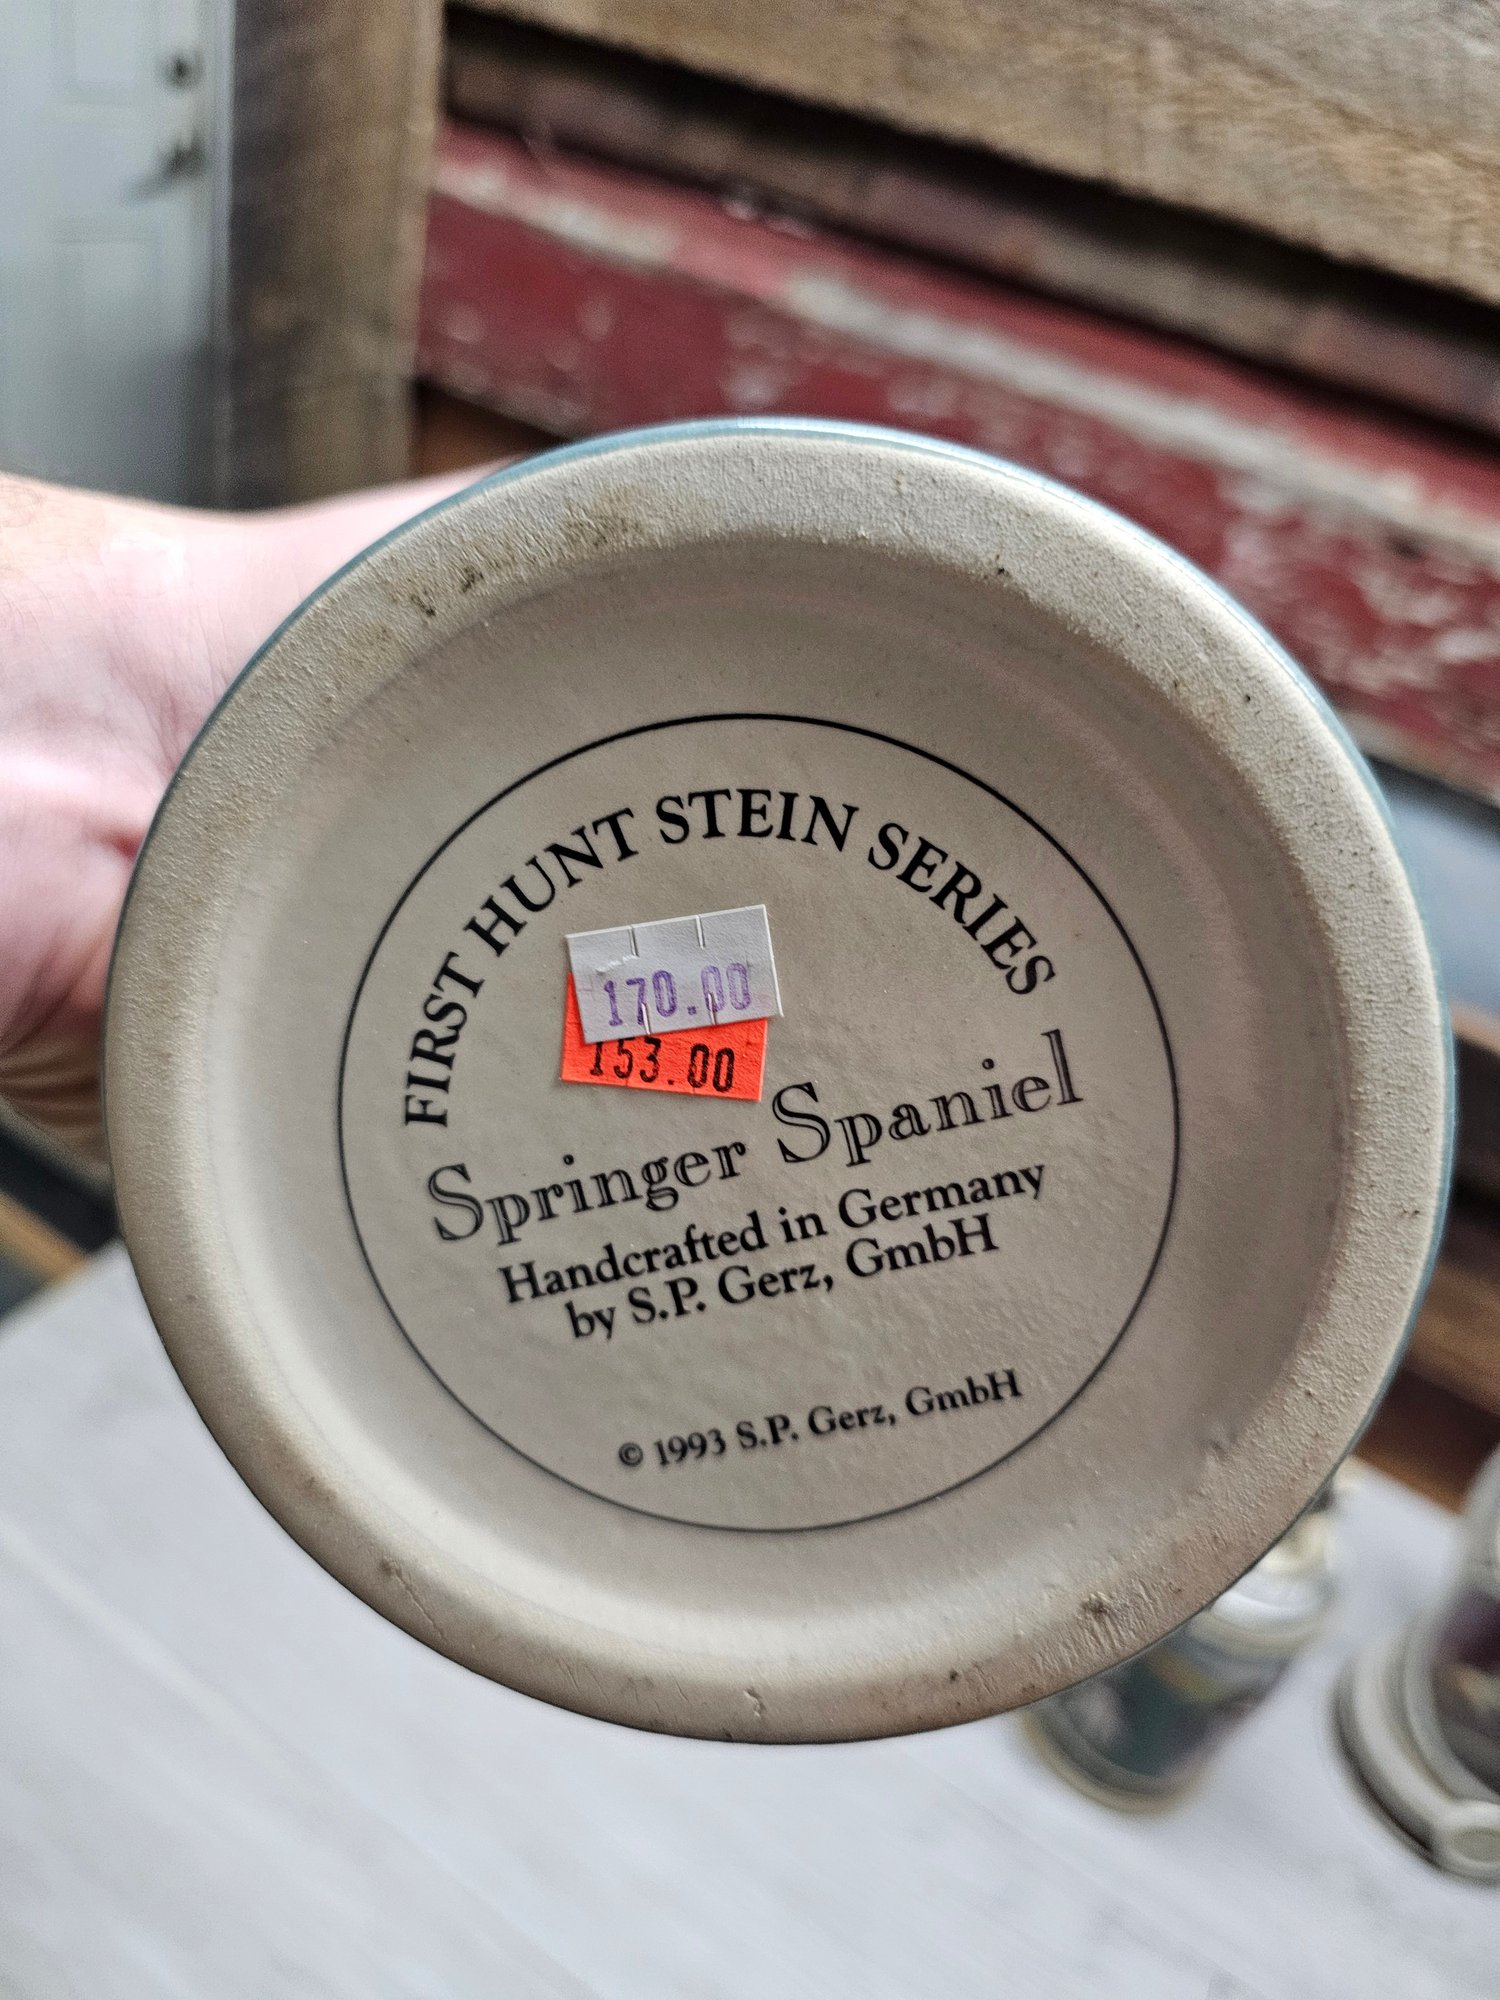 FIRST HUNT STEIN SERIES
170.00
153.00
Springer Spaniel
Handcrafted in Germany
by S.P. Gerz, GmbH
© 1993 S.P. Gerz, GmbH